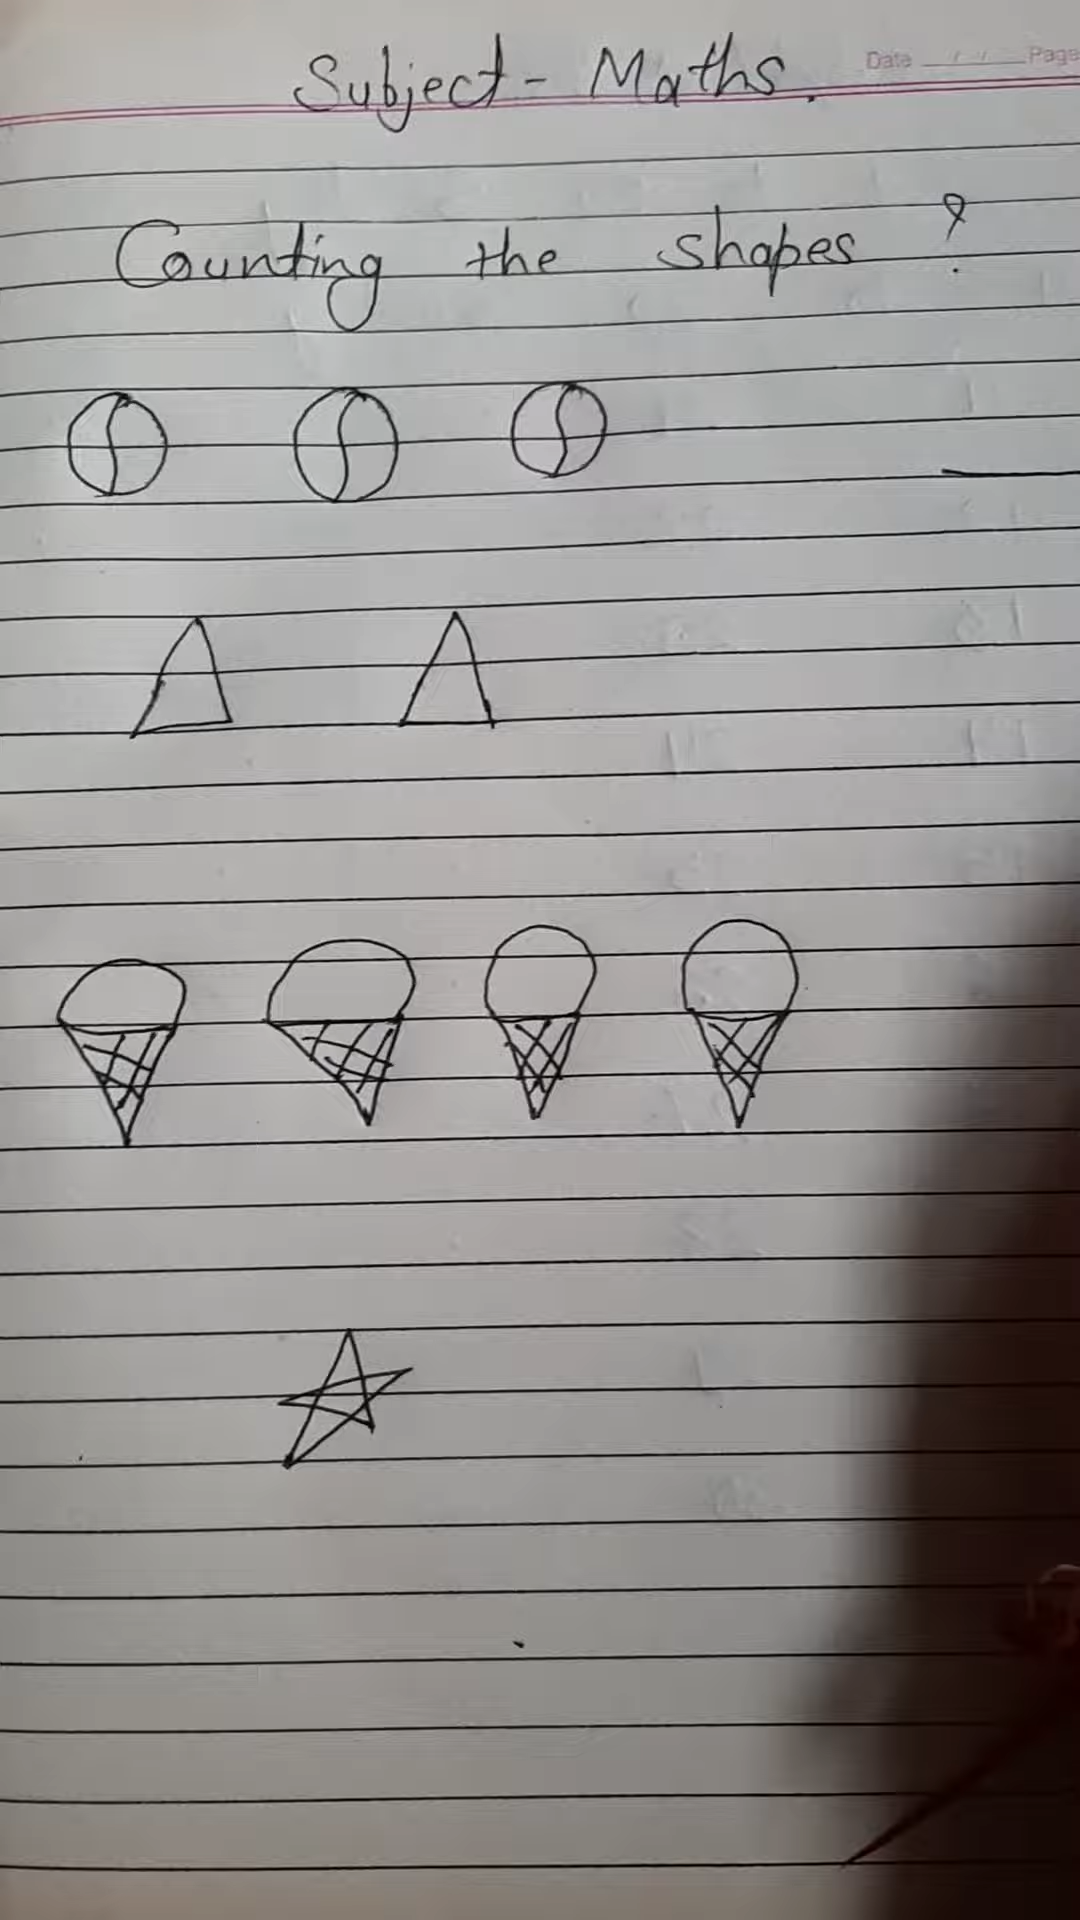 Date / / Page
Subject - Maths.
Counting the shapes ?